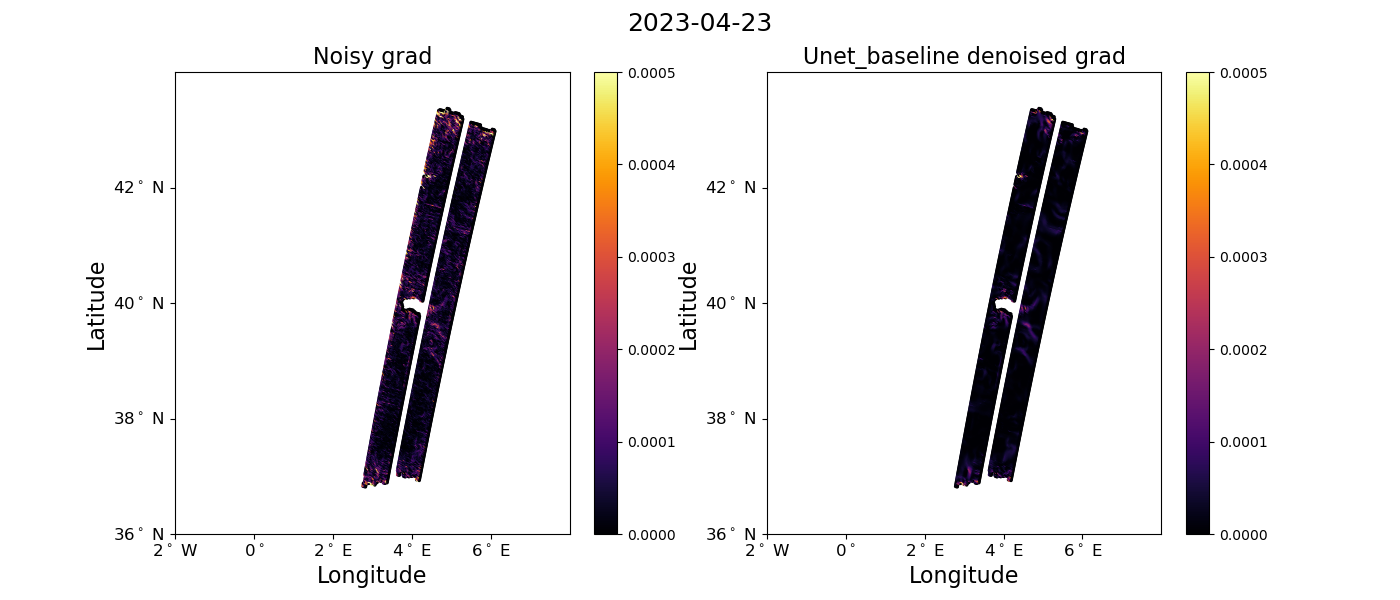 2023-04-23
Noisy grad
Unet_baseline denoised grad
Latitude
42° N
40° N
38° N
36° N
2° W
0°
2° E
4° E
6° E
Longitude
0.0005
0.0004
0.0003
0.0002
0.0001
0.0000
Latitude
42° N
40° N
38° N
36° N
2° W
0°
2° E
4° E
6° E
Longitude
0.0005
0.0004
0.0003
0.0002
0.0001
0.0000